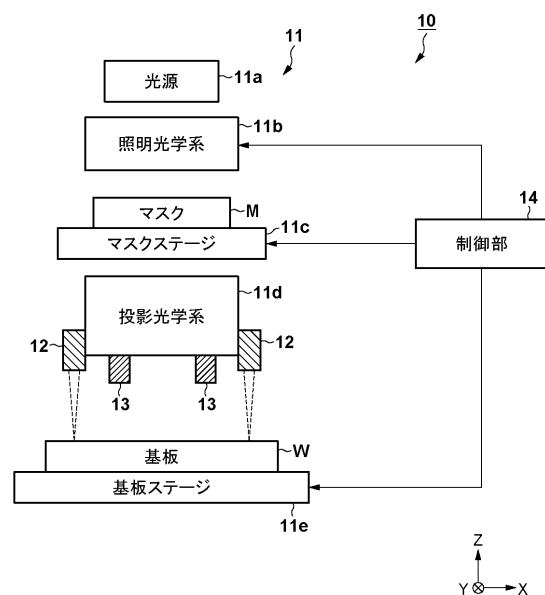 10
11
光源
11a
照明光学系
11b
マスク
M
マスクステージ
11c
14
制御部
投影光学系
11d
12
12
13
13
基板
W
基板ステージ
11e
Z
Y
X